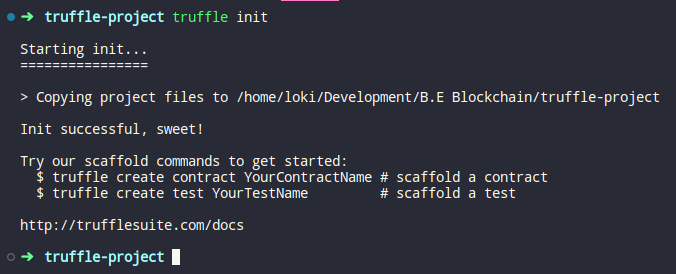 ➜ truffle-project truffle init
Starting init...
================
> Copying project files to /home/loki/Development/B.E Blockchain/truffle-project
Init successful, sweet!
Try our scaffold commands to get started:
$ truffle create contract YourContractName # scaffold a contract
$ truffle create test YourTestName # scaffold a test
http://trufflesuite.com/docs
➜ truffle-project